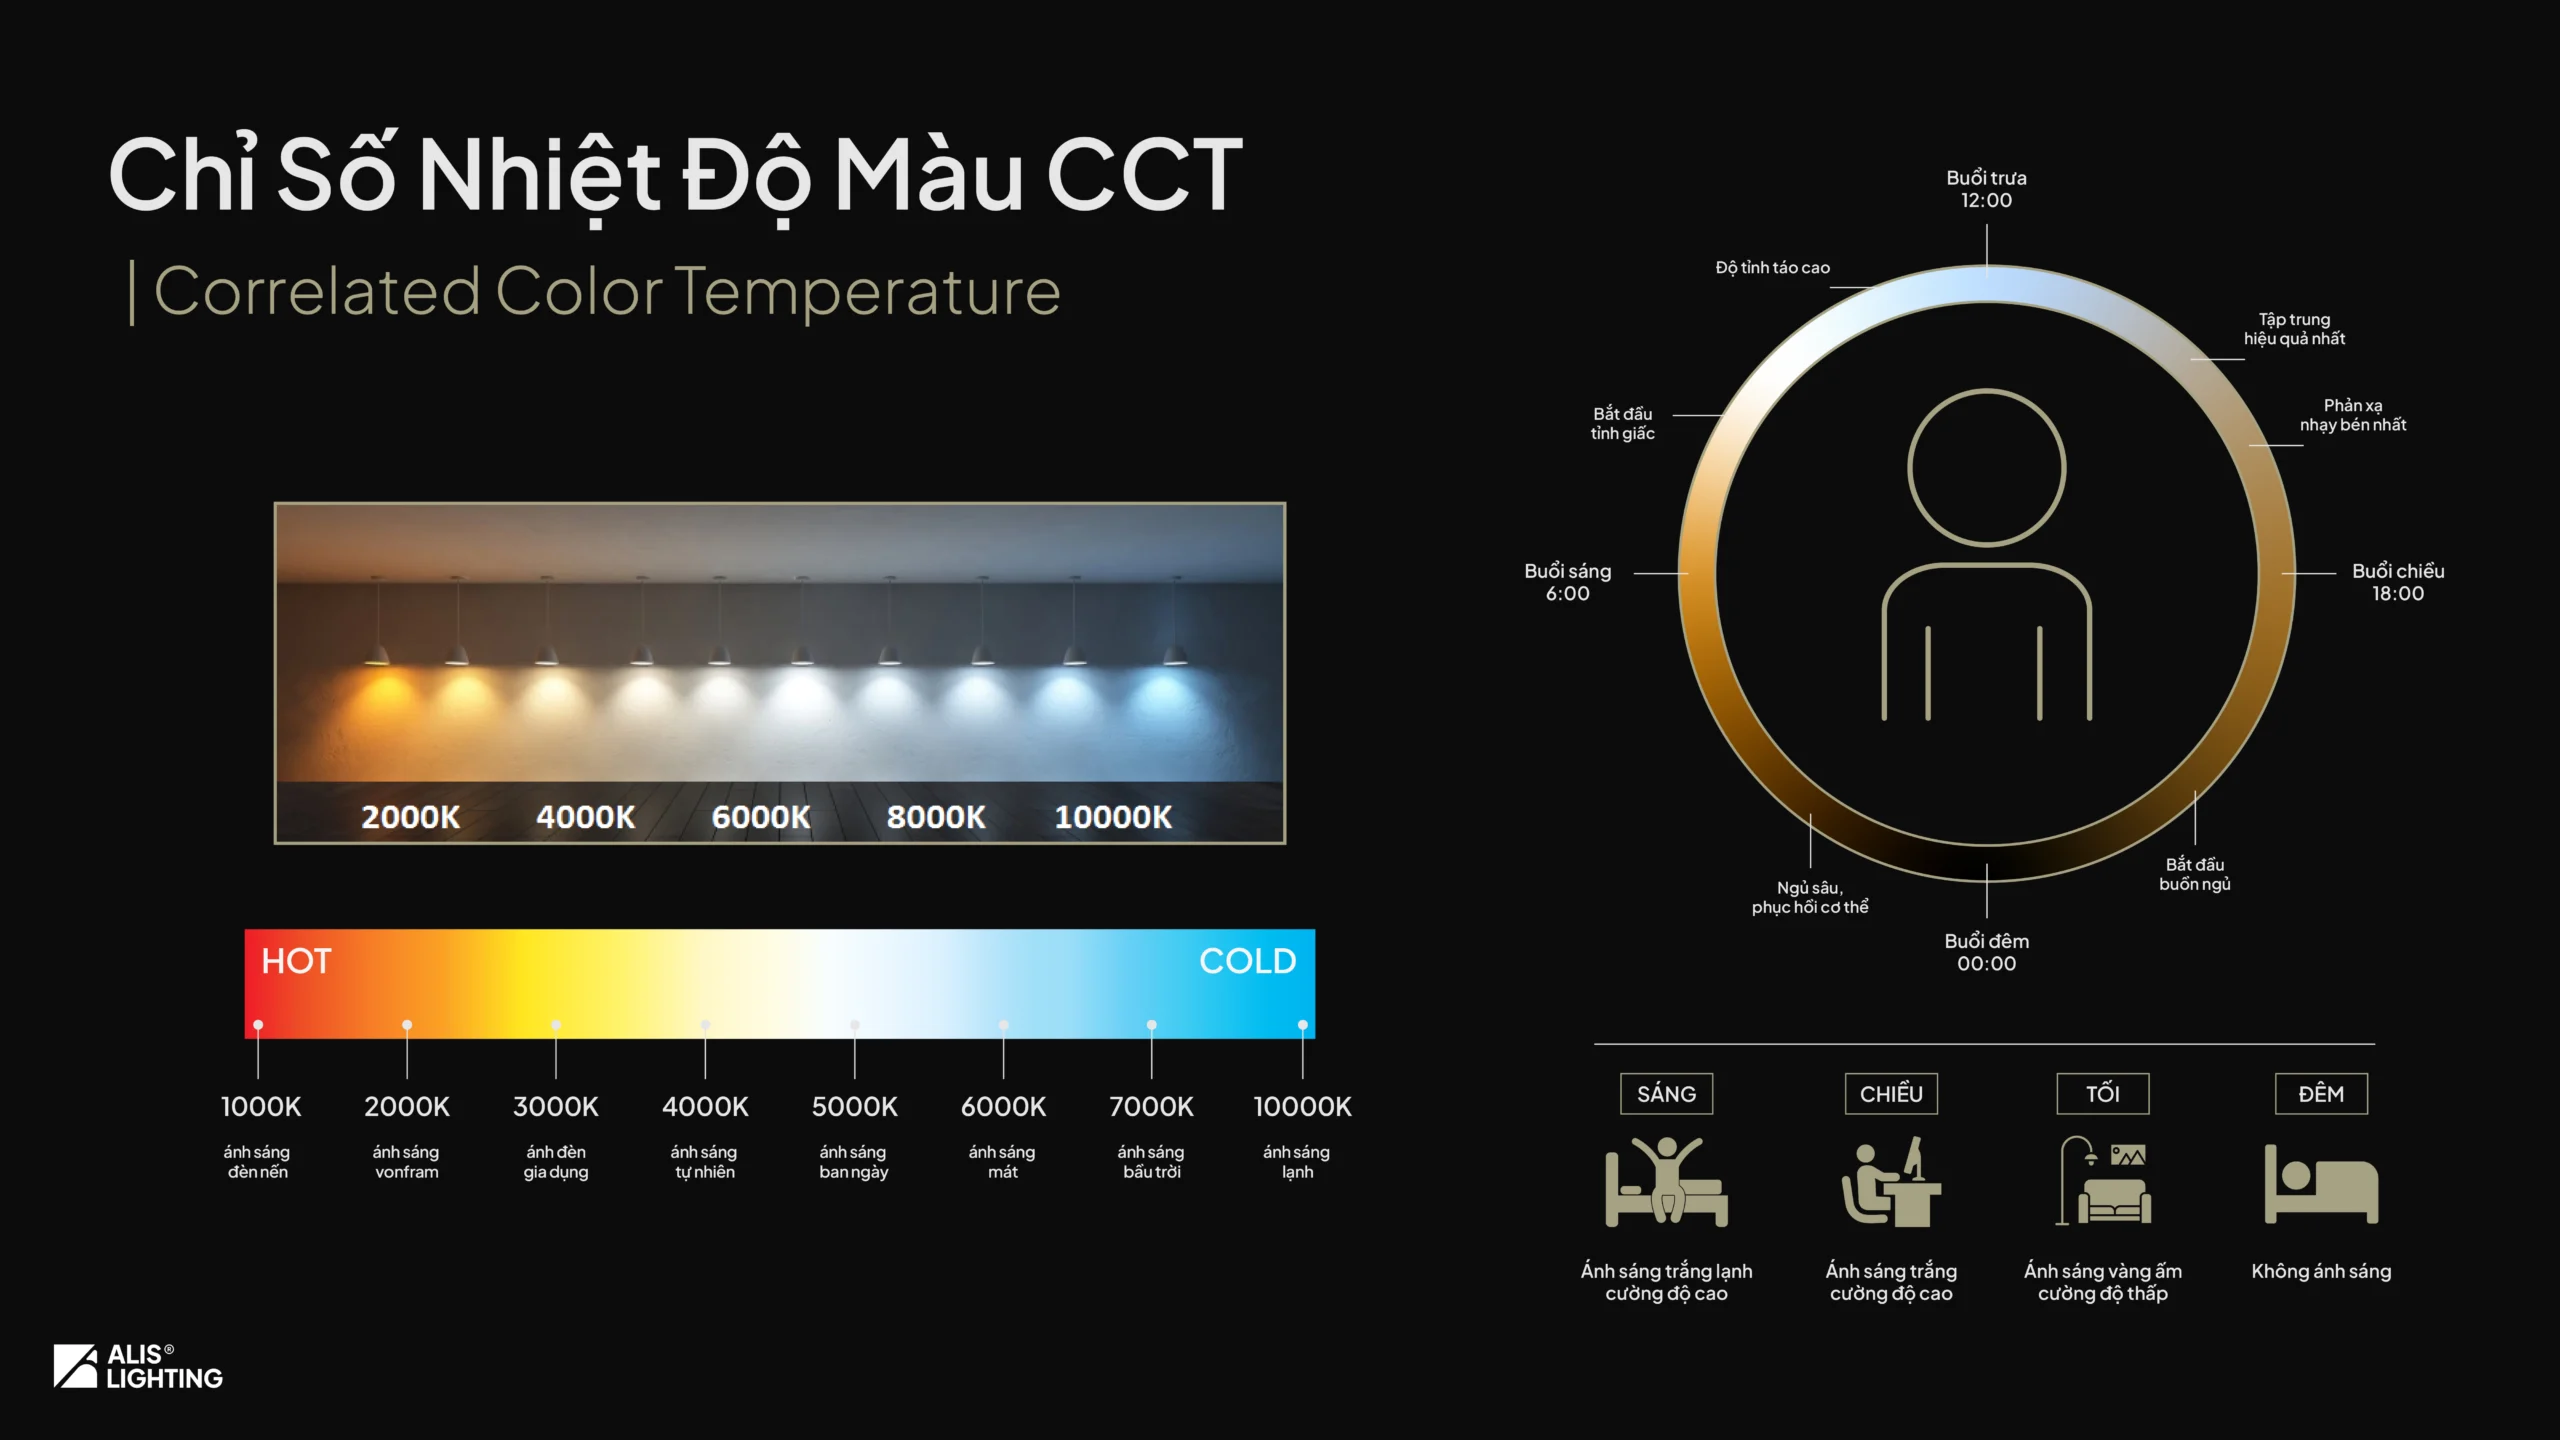 Chỉ Số Nhiệt Độ Màu CCT
| Correlated Color Temperature
2000K 4000K 6000K 8000K 10000K
HOT COLD
1000K 2000K 3000K 4000K 5000K 6000K 7000K 10000K
ánh sáng
đèn nến
ánh sáng
vonfram
ánh đèn
gia dụng
ánh sáng
tự nhiên
ánh sáng
ban ngày
ánh sáng
mát
ánh sáng
bầu trời
ánh sáng
lạnh
Buổi trưa
12:00
Độ tỉnh táo cao
Tập trung
hiệu quả nhất
Bắt đầu
tỉnh giấc
Phản xạ
nhạy bén nhất
Buổi sáng
6:00
Buổi chiều
18:00
Ngủ sâu,
phục hồi cơ thể
Bắt đầu
buồn ngủ
Buổi đêm
00:00
SÁNG
Ánh sáng trắng lạnh
cường độ cao
CHIỀU
Ánh sáng trắng
cường độ cao
TỐI
Ánh sáng vàng ấm
cường độ thấp
ĐÊM
Không ánh sáng
ALIS®
LIGHTING